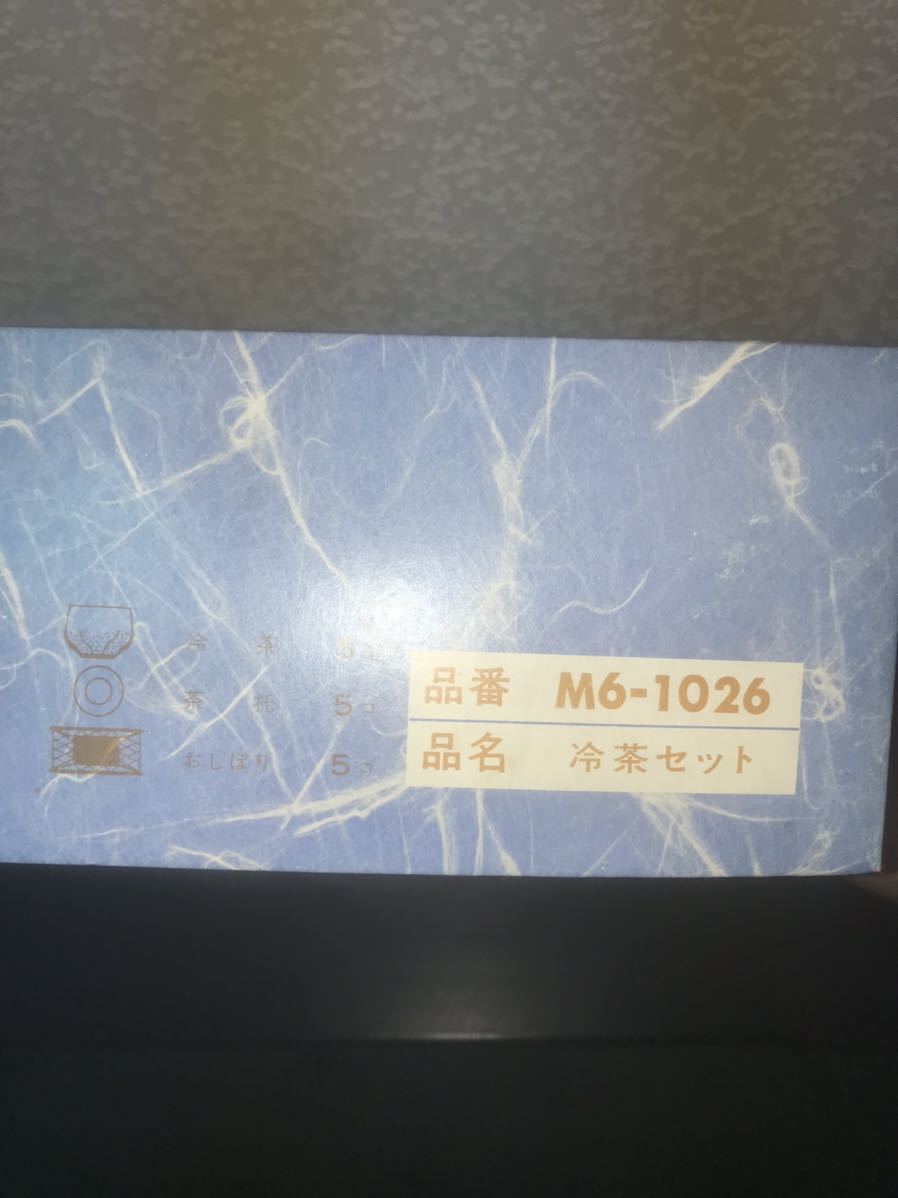 冷茶 5コ
茶托 5コ
おしぼり 5コ
品番 M6-1026
品名 冷茶セット